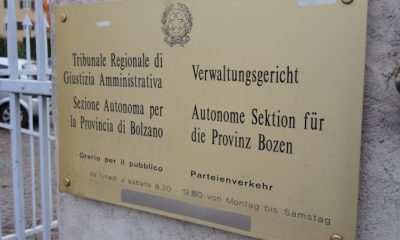 Tribunale Regionale di
Giustizia Amministrativa
Sezione Autonoma per
la Provincia di Bolzano
Verwaltungsgericht
Autonome Sektion für
die Provinz Bozen
Orario per il pubblico
Parteienverkehr
da lunedì a sabato 8.30 - 12.00 von Montag bis Samstag